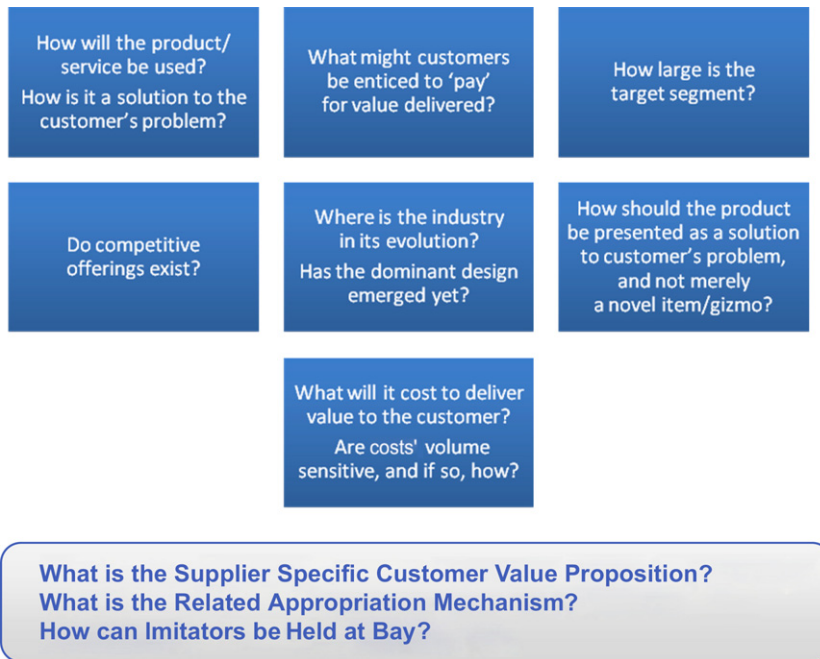 How will the product/
service be used?
How is it a solution to the
customer's problem?
What might customers
be enticed to ‘pay’
for value delivered?
How large is the
target segment?
Do competitive
offerings exist?
Where is the industry
in its evolution?
Has the dominant design
emerged yet?
How should the product
be presented as a solution
to customer's problem,
and not merely
a novel item/gizmo?
What will it cost to deliver
value to the customer?
Are costs' volume
sensitive, and if so, how?
What is the Supplier Specific Customer Value Proposition?
What is the Related Appropriation Mechanism?
How can Imitators be Held at Bay?